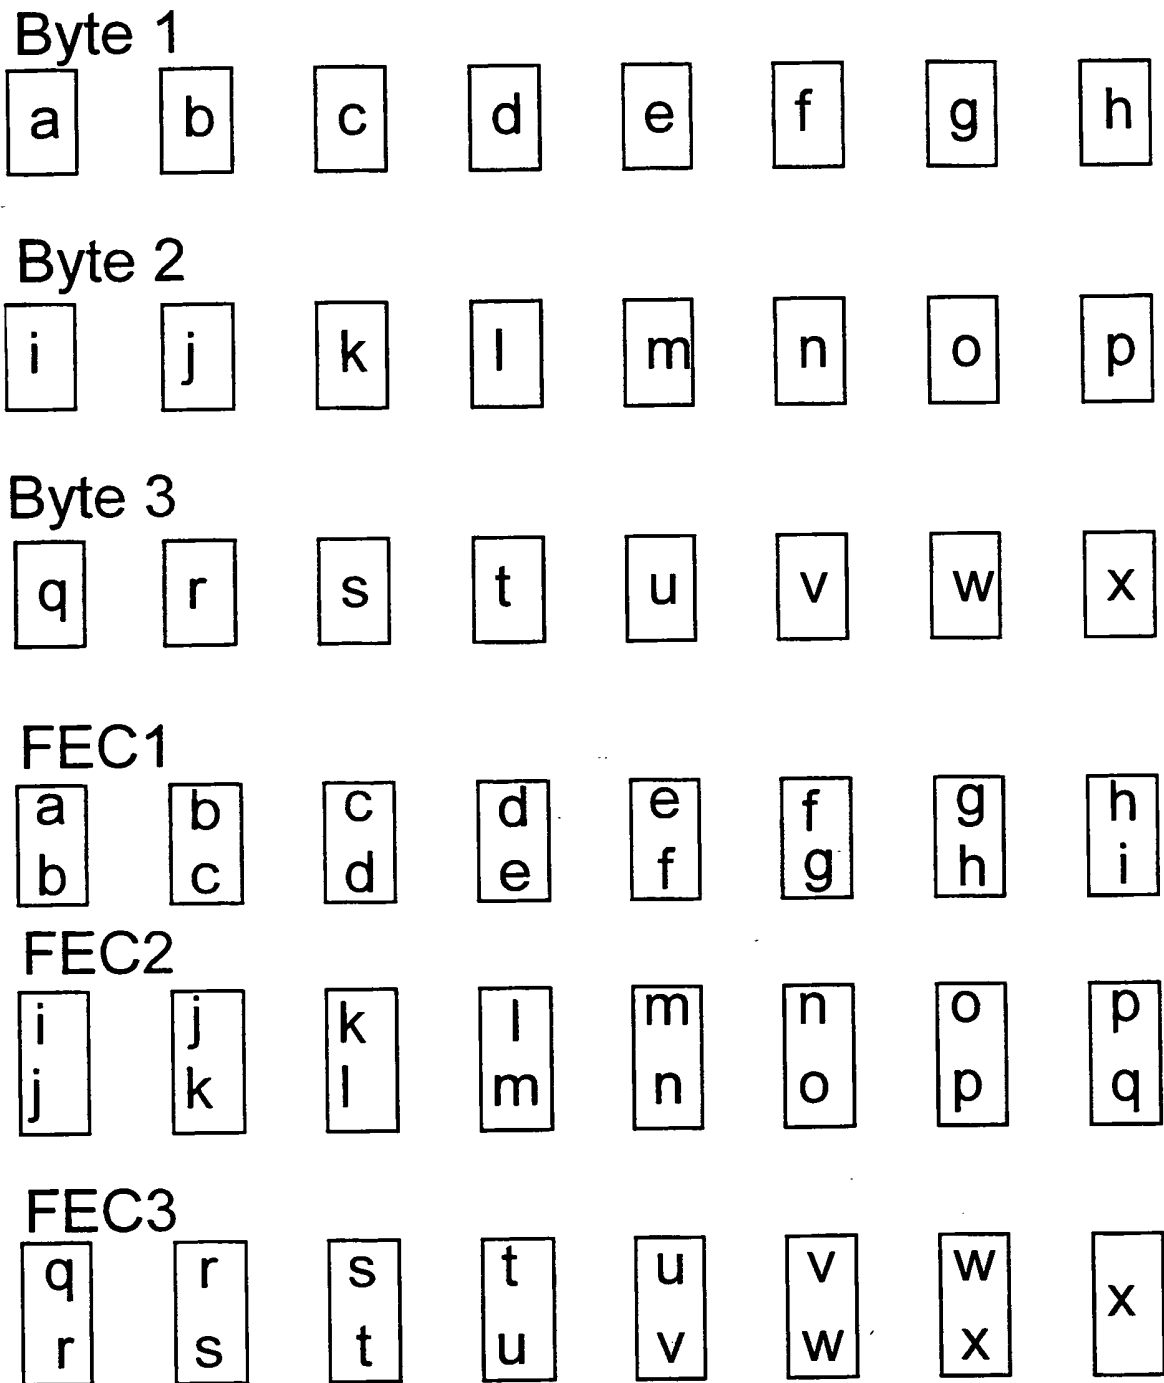 Byte 1
a b c d e f g h
Byte 2
i j k l m n o p
Byte 3
q r s t u v w x
FEC1
a b c d e f g h
b c d e f g h i
FEC2
i j k l m n o p
j k l m n o p q
FEC3
q r s t u v w x
r s t u v w x